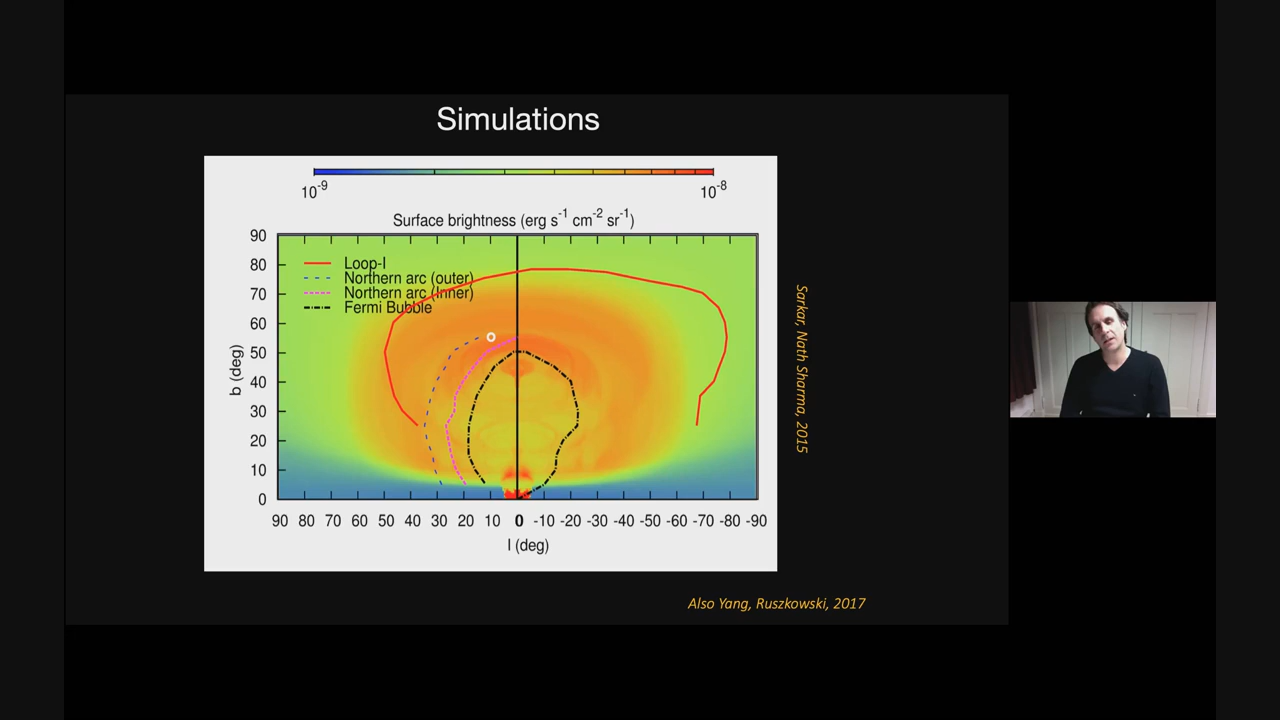 Simulations
10^-9
10^-8
Surface brightness (erg s^-1 cm^-2 sr^-1)
90
80
70
60
50
40
30
20
10
0
b (deg)
Loop-I
Northern arc (outer)
Northern arc (Inner)
Fermi Bubble
90 80 70 60 50 40 30 20 10 0 -10 -20 -30 -40 -50 -60 -70 -80 -90
l (deg)
Sarkar, Nath Sharma, 2015
Also Yang, Ruszkowski, 2017